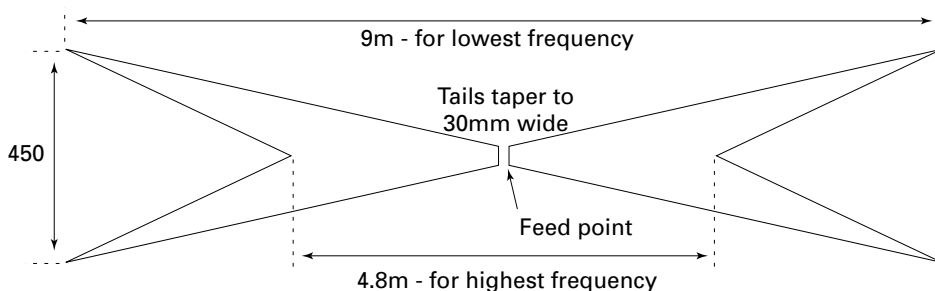 9m - for lowest frequency
Tails taper to
30mm wide
450
Feed point
4.8m - for highest frequency